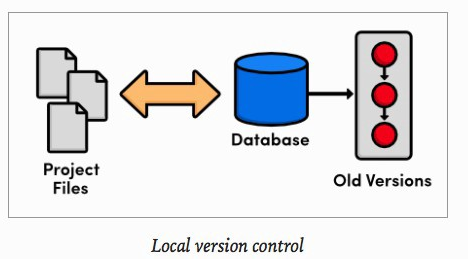 Project
Files
Database
Old Versions
Local version control